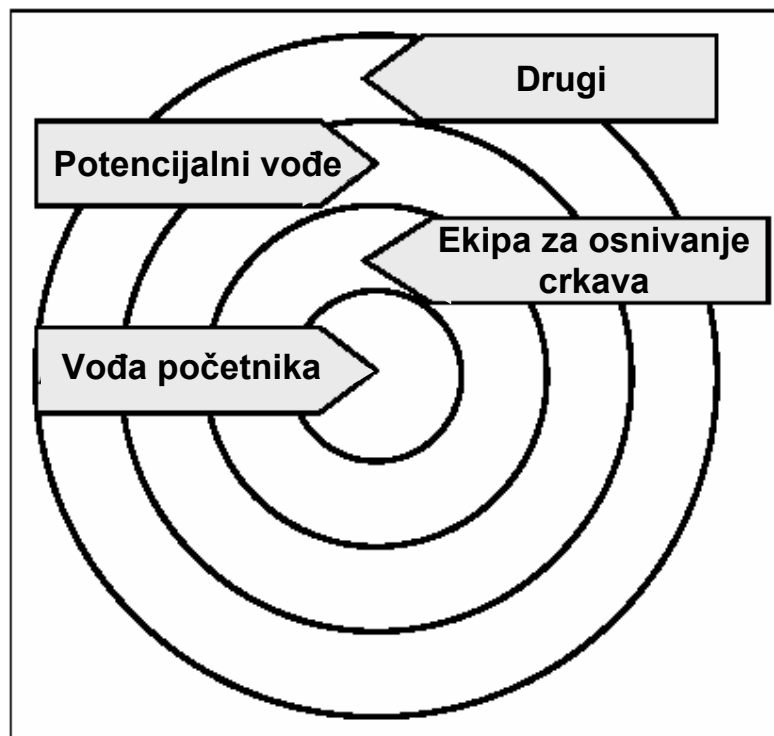 Drugi
Potencijalni vođe
Ekipa za osnivanje
crkava
Vođa početnika